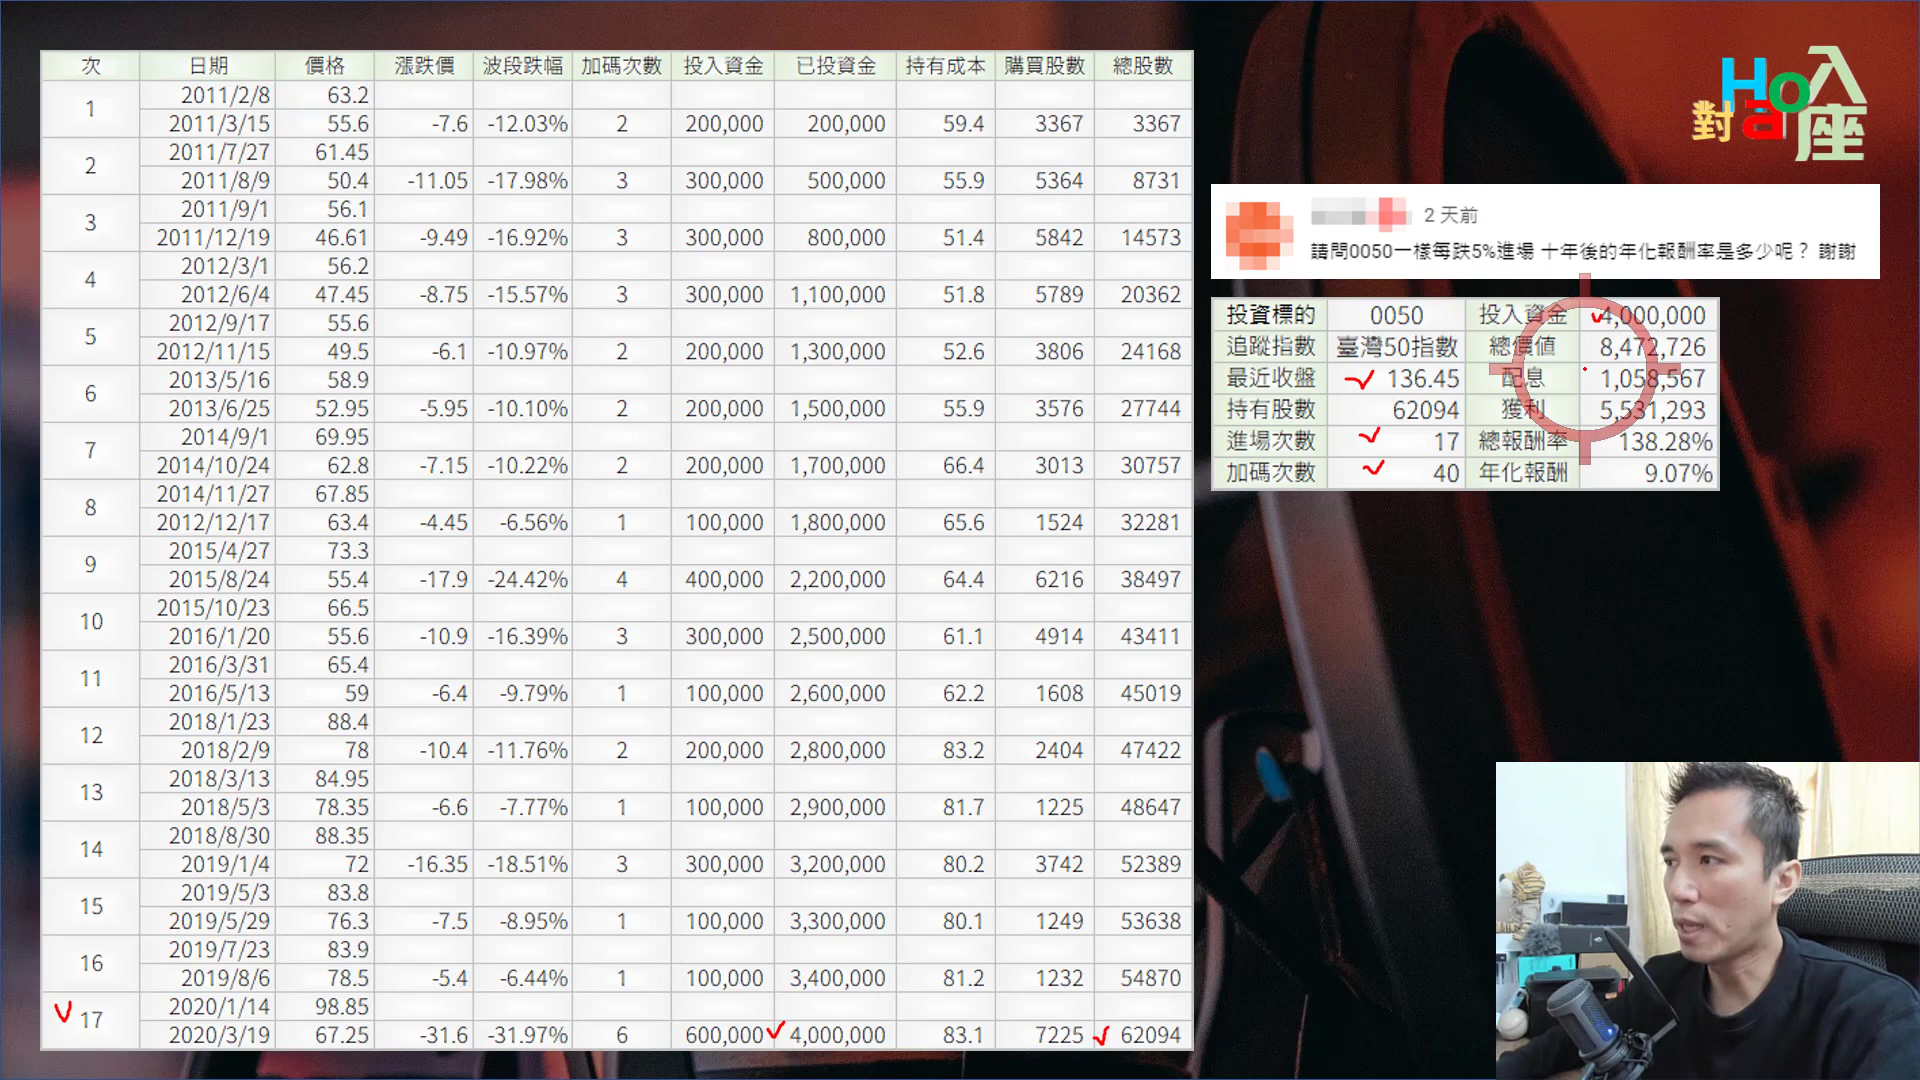 次 日期 價格 漲跌價 波段跌幅 加碼次數 投入資金 已投資金 持有成本 購買股數 總股數
1 2011/2/8 63.2
2011/3/15 55.6 -7.6 -12.03% 2 200,000 200,000 59.4 3367 3367
2 2011/7/27 61.45
2011/8/9 50.4 -11.05 -17.98% 3 300,000 500,000 55.9 5364 8731
3 2011/9/1 56.1
2011/12/19 46.61 -9.49 -16.92% 3 300,000 800,000 51.4 5842 14573
4 2012/3/1 56.2
2012/6/4 47.45 -8.75 -15.57% 3 300,000 1,100,000 51.8 5789 20362
5 2012/9/17 55.6
2012/11/15 49.5 -6.1 -10.97% 2 200,000 1,300,000 52.6 3806 24168
6 2013/5/16 58.9
2013/6/25 52.95 -5.95 -10.10% 2 200,000 1,500,000 55.9 3576 27744
7 2014/9/1 69.95
2014/10/24 62.8 -7.15 -10.22% 2 200,000 1,700,000 66.4 3013 30757
8 2014/11/27 67.85
2012/12/17 63.4 -4.45 -6.56% 1 100,000 1,800,000 65.6 1524 32281
9 2015/4/27 73.3
2015/8/24 55.4 -17.9 -24.42% 4 400,000 2,200,000 64.4 6216 38497
10 2015/10/23 66.5
2016/1/20 55.6 -10.9 -16.39% 3 300,000 2,500,000 61.1 4914 43411
11 2016/3/31 65.4
2016/5/13 59 -6.4 -9.79% 1 100,000 2,600,000 62.2 1608 45019
12 2018/1/23 88.4
2018/2/9 78 -10.4 -11.76% 2 200,000 2,800,000 83.2 2404 47422
13 2018/3/13 84.95
2018/5/3 78.35 -6.6 -7.77% 1 100,000 2,900,000 81.7 1225 48647
14 2018/8/30 88.35
2019/1/4 72 -16.35 -18.51% 3 300,000 3,200,000 80.2 3742 52389
15 2019/5/3 83.8
2019/5/29 76.3 -7.5 -8.95% 1 100,000 3,300,000 80.1 1249 53638
16 2019/7/23 83.9
2019/8/6 78.5 -5.4 -6.44% 1 100,000 3,400,000 81.2 1232 54870
17 2020/1/14 98.85
2020/3/19 67.25 -31.6 -31.97% 6 600,000 4,000,000 83.1 7225 62094
對Haoa入座
2 天前
請問0050一樣每跌5%進場 十年後的年化報酬率是多少呢？ 謝謝
投資標的 0050 投入資金 4,000,000
追蹤指數 臺灣50指數 總價值 8,472,726
最近收盤 136.45 配息 1,058,567
持有股數 62094 獲利 5,531,293
進場次數 17 總報酬率 138.28%
加碼次數 40 年化報酬 9.07%